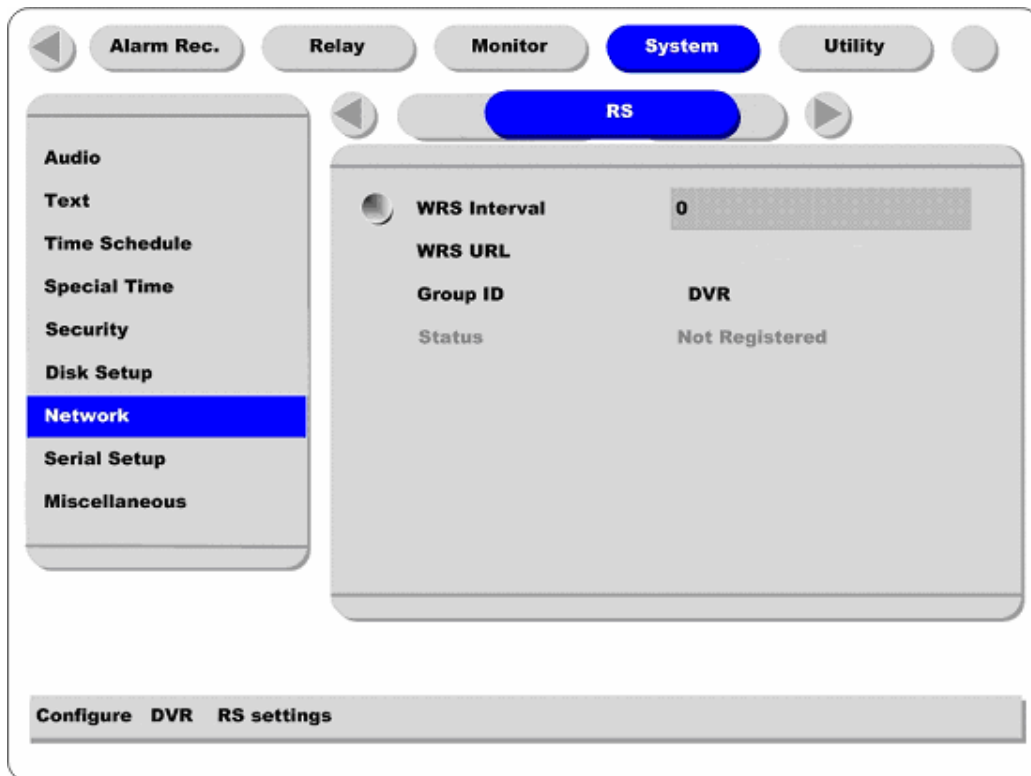 Alarm Rec. Relay Monitor System Utility
RS
Audio
Text
Time Schedule
Special Time
Security
Disk Setup
Network
Serial Setup
Miscellaneous
WRS Interval 0
WRS URL
Group ID DVR
Status Not Registered
Configure DVR RS settings